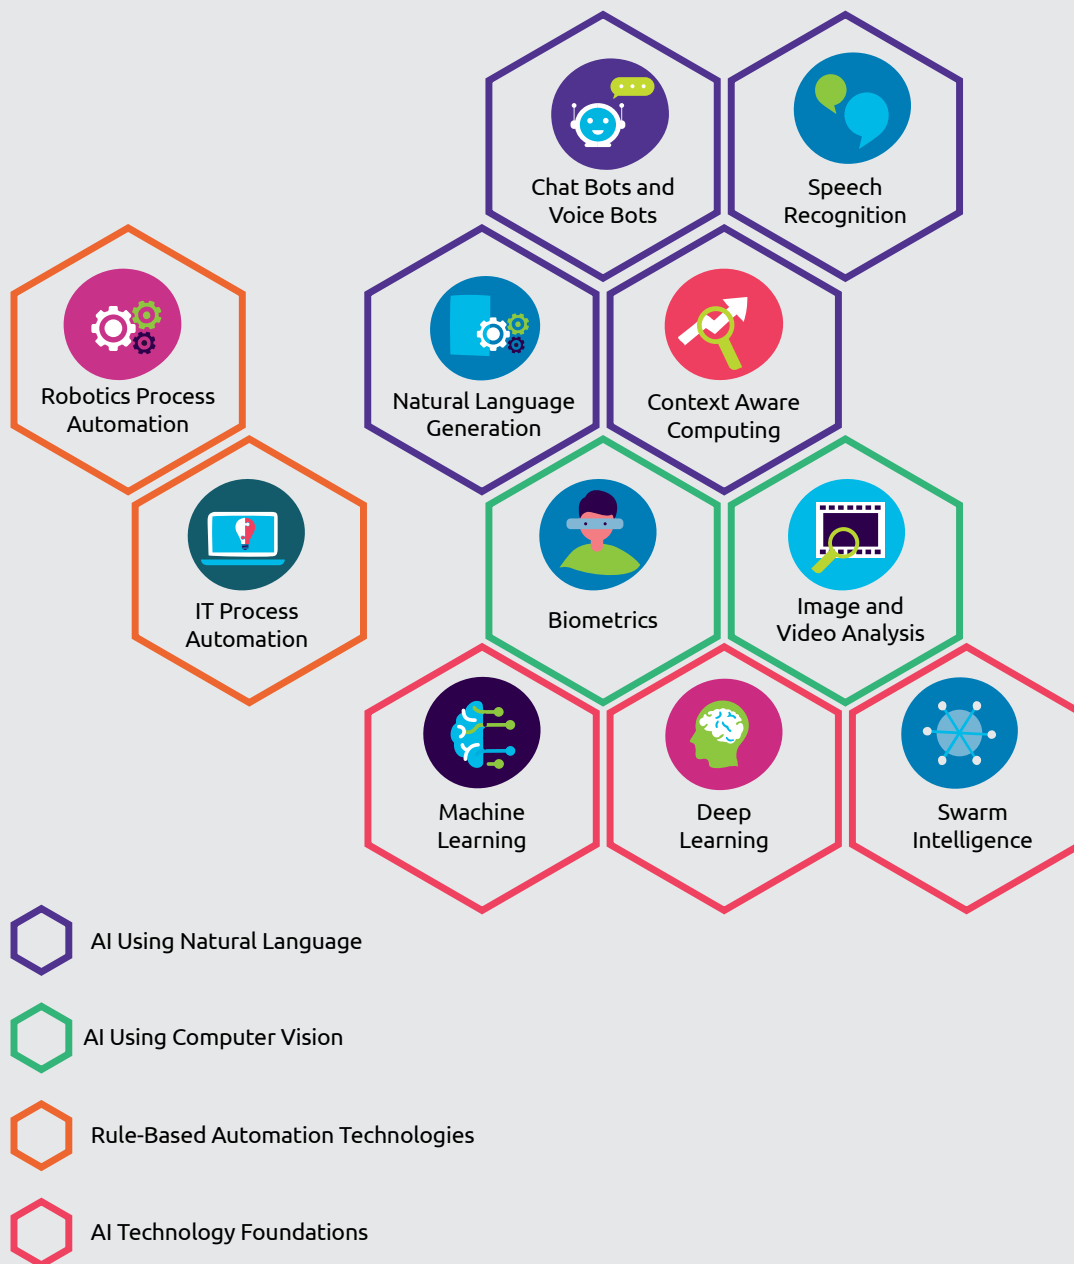 Chat Bots and
Voice Bots
Speech
Recognition
Robotics Process
Automation
Natural Language
Generation
Context Aware
Computing
IT Process
Automation
Biometrics
Image and
Video Analysis
Machine
Learning
Deep
Learning
Swarm
Intelligence
AI Using Natural Language
AI Using Computer Vision
Rule-Based Automation Technologies
AI Technology Foundations